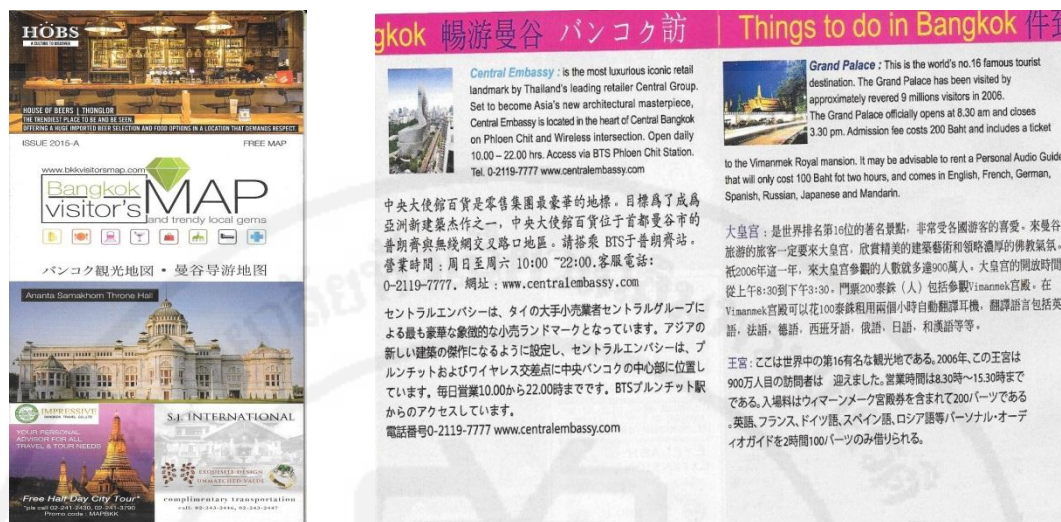 HOBS
A CULTURE TO DISCOVER
HOUSE OF BEERS | THONGLOR
THE TRENDIEST PLACE TO BE AND BE SEEN.
OFFERING A HUGE IMPORTED BEER SELECTION AND FOOD OPTIONS IN A LOCATION THAT DEMANDS RESPECT.
ISSUE 2015-A
FREE MAP
www.bkkvisitorsmap.com
Bangkok
visitor's MAP
and trendy local gems
バンコク観光地図・曼谷导游地图
Ananta Samakhom Throne Hall
IMPRESSIVE
YOUR PERSONAL
ADVISOR FOR ALL
TRAVEL & TOUR NEEDS
Free Half Day City Tour*
*pls call 02-241-2430, 02-241-3790
Promo code : MAPBKK
S.J. INTERNATIONAL
EXQUISITE DESIGN
UNMATCHED VALUE
complimentary transportation
call: 02-243-2446, 02-243-2447
gkok 暢游曼谷 バンコク訪
Central Embassy : is the most luxurious iconic retail
landmark by Thailand's leading retailer Central Group.
Set to become Asia's new architectural masterpiece,
Central Embassy is located in the heart of Central Bangkok
on Phloen Chit and Wireless intersection. Open daily
10.00 – 22.00 hrs. Access via BTS Phloen Chit Station.
Tel. 0-2119-7777 www.centralembassy.com
中央大使館百貨是零售集團最豪華的地標。目標爲了成爲
亞洲新建築杰作之一，中央大使館百貨位于首都曼谷市的
普朗齊與無綫網交叉路口地區。請搭乘 BTS于普朗齊站。
營業時間：周日至周六 10:00 ~22:00.客服電話：
0-2119-7777. 網址：www.centralembassy.com
セントラルエンバシーは、タイの大手小売業者セントラルグループに
よる最も豪華な象徴的な小売ランドマークとなっています。アジアの
新しい建築の傑作になるように設定し、セントラルエンバシーは、プ
ルンチットおよびワイヤレス交差点に中央バンコクの中心部に位置し
ています。毎日営業10.00から22.00時までです。BTSプルンチット駅
からのアクセスしています。
電話番号0-2119-7777 www.centralembassy.com
Things to do in Bangkok 件
Grand Palace : This is the world's no.16 famous tourist
destination. The Grand Palace has been visited by
approximately revered 9 millions visitors in 2006.
The Grand Palace officially opens at 8.30 am and closes
3.30 pm. Admission fee costs 200 Baht and includes a ticket
to the Vimanmek Royal mansion. It may be advisable to rent a Personal Audio Guide
that will only cost 100 Baht fot two hours, and comes in English, French, German,
Spanish, Russian, Japanese and Mandarin.
大皇宮：是世界排名第16位的著名景點，非常受各國游客的喜愛。來曼谷
旅游的旅客一定要來大皇宮，欣賞精美的建築藝術和領略濃厚的佛教氣氛。
祇2006年這一年，來大皇宮參觀的人數就多達900萬人。大皇宮的開放時間
從上午8:30到下午3:30。門票200泰銖（人）包括參觀Vimanmek宮殿。在
Vimanmek宮殿可以花100泰銖租用兩個小時自動翻譯耳機，翻譯語言包括英
語，法語，德語，西班牙語，俄語，日語，和漢語等等。
王宮：ここは世界中の第16有名な観光地である。2006年、この王宮は
900万人目の訪問者は 迎えました。営業時間は8.30時～15.30時まで
である。入場料はウィマーンメーク宮殿券を含まれて200バーツである
。英語、フランス、ドイツ語、スペイン語、ロシア語等パーソナル・オーデ
ィオガイドを2時間100バーツのみ借りられる。